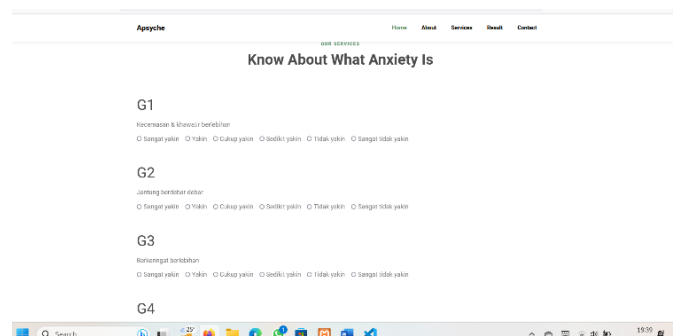 Apsyche
Home About Services Result Contact
OUR SERVICES
Know About What Anxiety Is
G1
Kecemasan & khawatir berlebihan
Sangat yakin Yakin Cukup yakin Sedikit yakin Tidak yakin Sangat tidak yakin
G2
Jantung berdebar debar
Sangat yakin Yakin Cukup yakin Sedikit yakin Tidak yakin Sangat tidak yakin
G3
Berkeringat berlebihan
Sangat yakin Yakin Cukup yakin Sedikit yakin Tidak yakin Sangat tidak yakin
G4
Search
25°
19:39